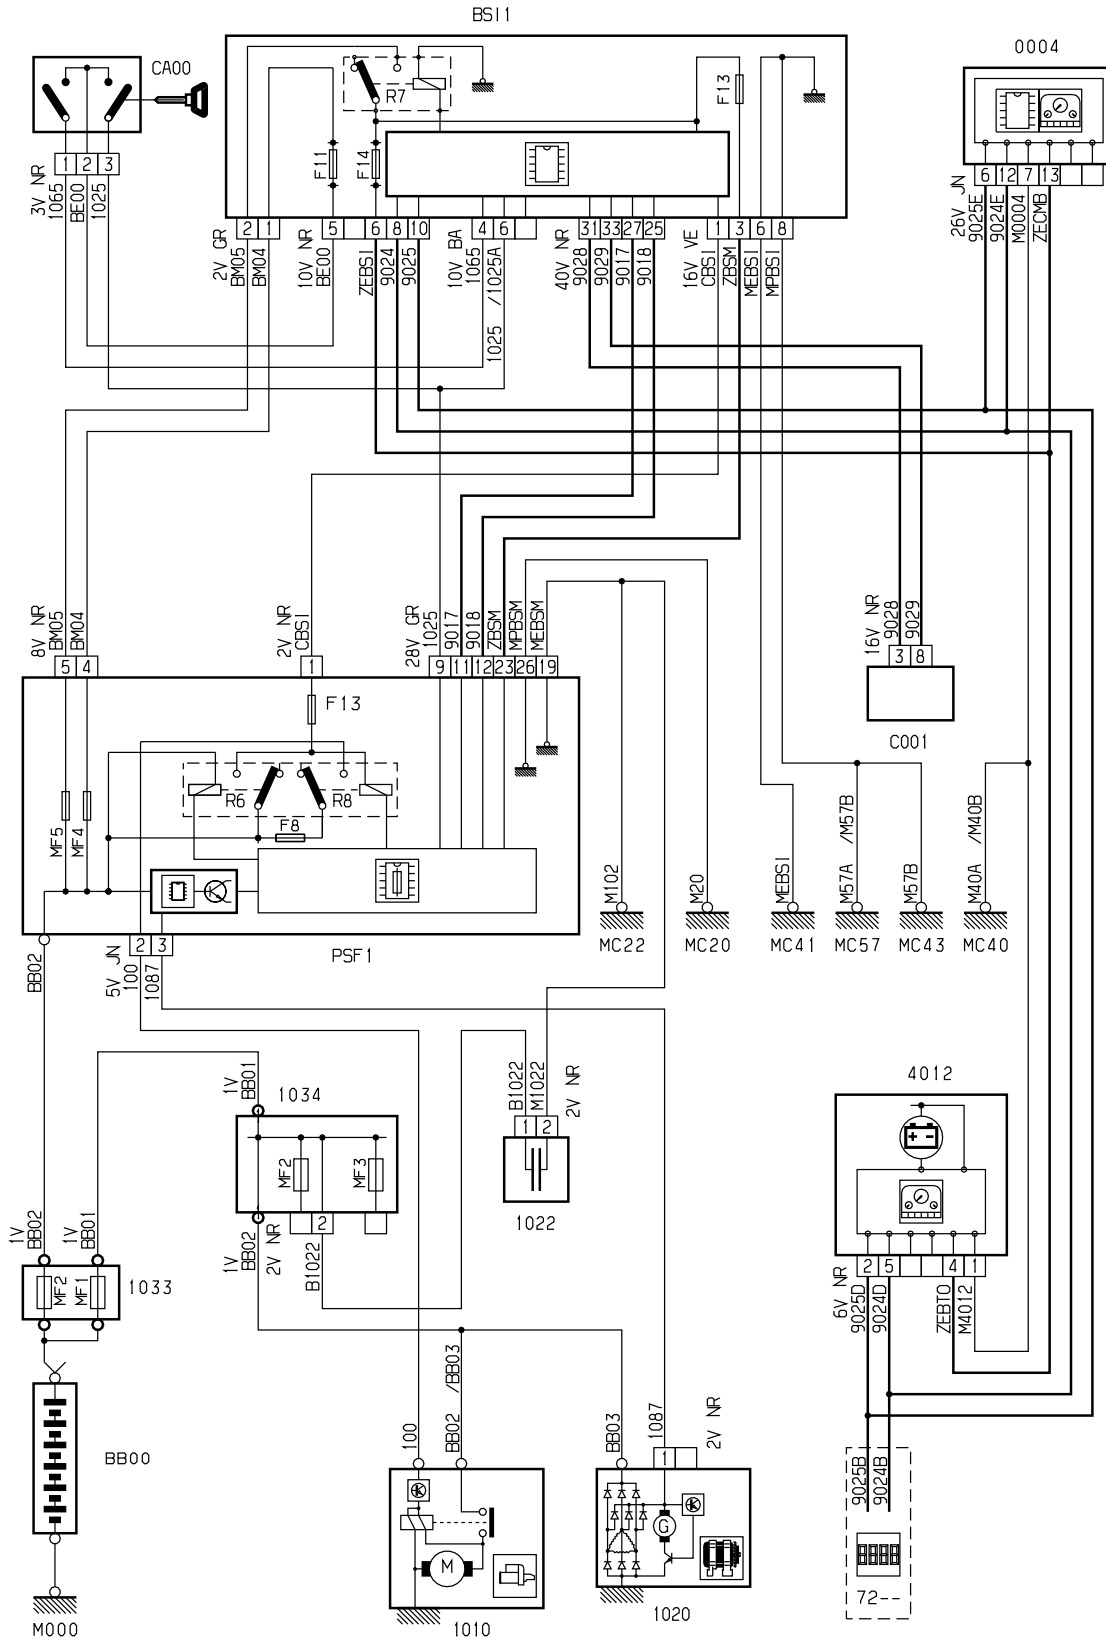 BSI1
0004
CA00
R7
F13
F11
F14
1 2 3
3V NR
1065
BE00
1025
2 1 5 6 8 10 4 6 31 33 27 25 1 3 6 8
2V GR
BM05
BM04
10V NR
BE00
ZEBSI
9024
9025
10V BA
1065
1025 /1025A
40V NR
9028
9029
9017
9018
16V VE
CBSI
ZBSM
MEBSI
MPBSI
6 12 7 13
26V JN
9025E
9024E
M0004
ZECMB
8V NR
BM05
BM04
2V NR
CBSI
28V GR
1025
9017
9018
ZBSM
MPBSM
MEBSM
5 4 1 9 11 12 23 26 19
16V NR
9028
9029
3 8
C001
F13
R6
R8
F8
MF5
MF4
PSF1
BB02
2 3
5V JN
100
1087
M102
M20
MEBSI
M57A /M57B
M57B
M40A /M40B
MC22
MC20
MC41
MC57
MC43
MC40
1V
BB01
1034
MF2
MF3
2
1V
BB02
2V NR
B1022
B1022
M1022
2V NR
1 2
1022
4012
+ -
2 5 4 1
6V NR
9025D
9024D
ZEBTO
M4012
1V
BB02
1V
BB01
MF2
MF1
1033
BB00
M000
100
BB02 /BB03
M
1010
BB03
1087
2V NR
1
G
1020
9025B
9024B
8888
72--